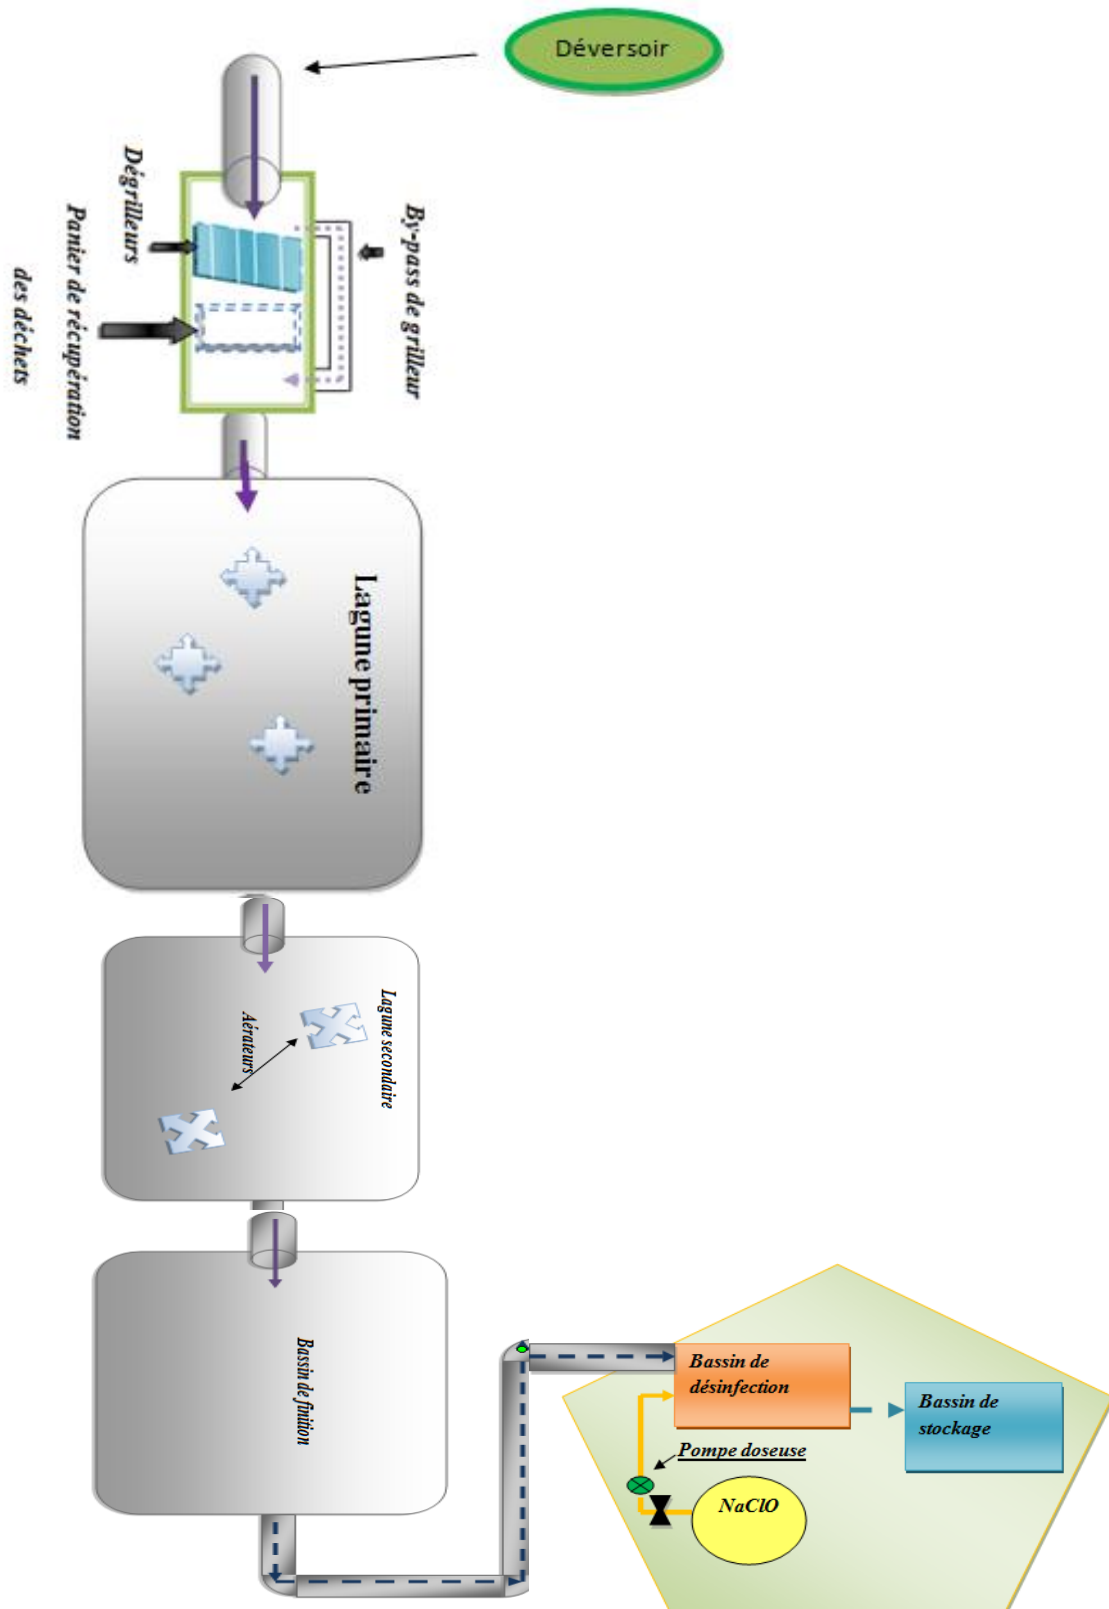 Déversoir
Dégrilleurs
Panier de récupération
des déchets
By-pass de grilleur
Lagune primaire
Lagune secondaire
Aérateurs
Bassin de finition
Bassin de
désinfection
Bassin de
stockage
Pompe doseuse
NaClO